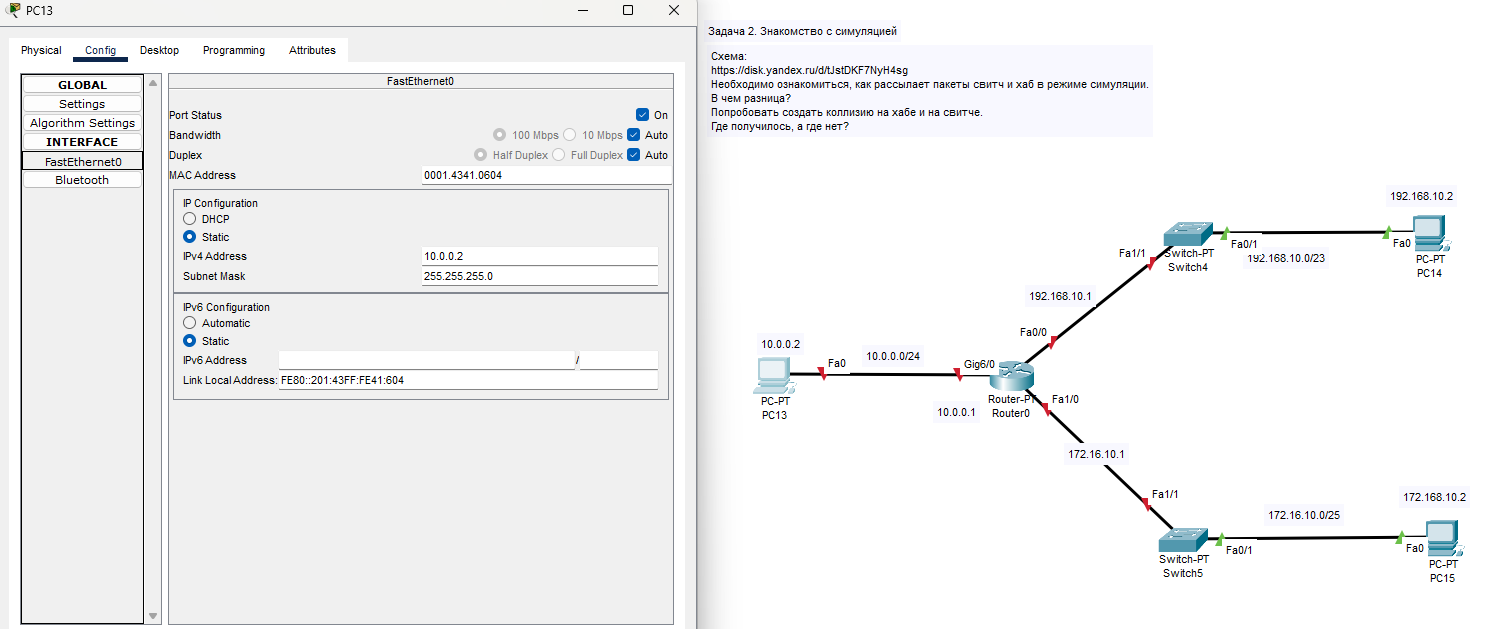 PC13
Physical Config Desktop Programming Attributes
GLOBAL
Settings
Algorithm Settings
INTERFACE
FastEthernet0
Bluetooth
FastEthernet0
Port Status On
Bandwidth 100 Mbps 10 Mbps Auto
Duplex Half Duplex Full Duplex Auto
MAC Address 0001.4341.0604
IP Configuration
DHCP
Static
IPv4 Address 10.0.0.2
Subnet Mask 255.255.255.0
IPv6 Configuration
Automatic
Static
IPv6 Address /
Link Local Address: FE80::201:43FF:FE41:604
Задача 2. Знакомство с симуляцией
Схема:
https://disk.yandex.ru/d/tJstDKF7NyH4sg
Необходимо ознакомиться, как рассылает пакеты свитч и хаб в режиме симуляции.
В чем разница?
Попробовать создать коллизию на хабе и на свитче.
Где получилось, а где нет?
192.168.10.2
Fa1/1
Switch-PT
Switch4
Fa0/1
192.168.10.0/23
Fa0
PC-PT
PC14
192.168.10.1
Fa0/0
10.0.0.2
Fa0
10.0.0.0/24
Gig6/0
PC-PT
PC13
10.0.0.1
Router-PT
Router0
Fa1/0
172.16.10.1
Fa1/1
172.168.10.2
172.16.10.0/25
Switch-PT
Switch5
Fa0/1
Fa0
PC-PT
PC15